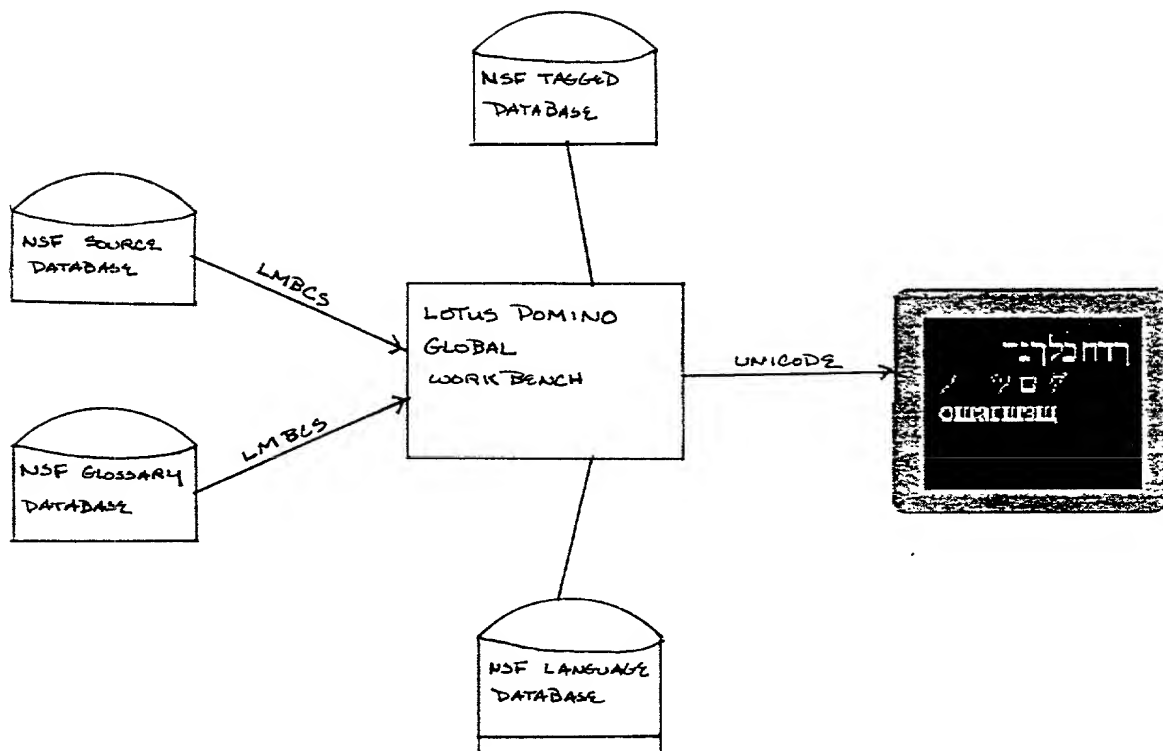 NSF TAGGED
DATABASE
NSF SOURCE
DATABASE
LMBCS
LOTUS DOMINO
GLOBAL
WORKBENCH
UNICODE
LMBCS
NSF GLOSSARY
DATABASE
NSF LANGUAGE
DATABASE